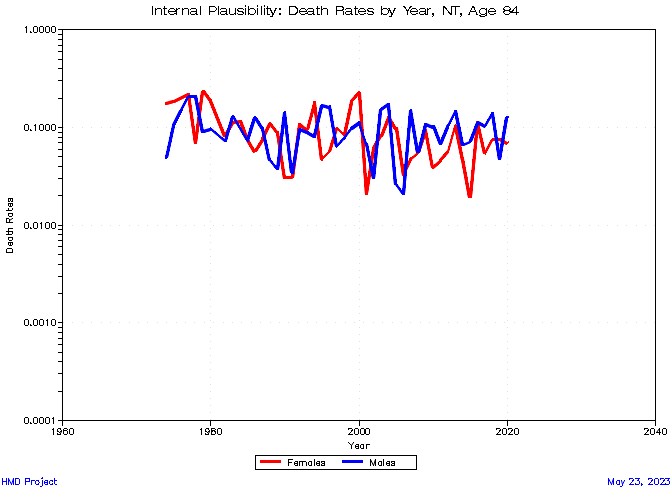 Internal Plausibility: Death Rates by Year, NT, Age 84
1.0000
0.1000
0.0100
0.0010
0.0001
Death Rates
1960
1980
2000
2020
2040
Year
Females
Males
HMD Project
May 23, 2023